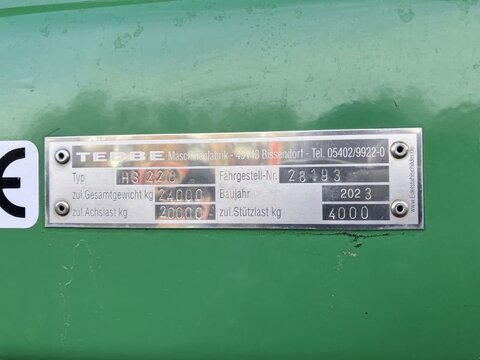 TEBBE Maschinenfabrik - 49143 Bissendorf - Tel. 05402/9922-0
Typ HS 220 Fahrgestell-Nr. 28193
zul.Gesamtgewicht kg 24000 Baujahr 2023
zul.Achslast kg 20000 zul.Stützlast kg 4000
CE